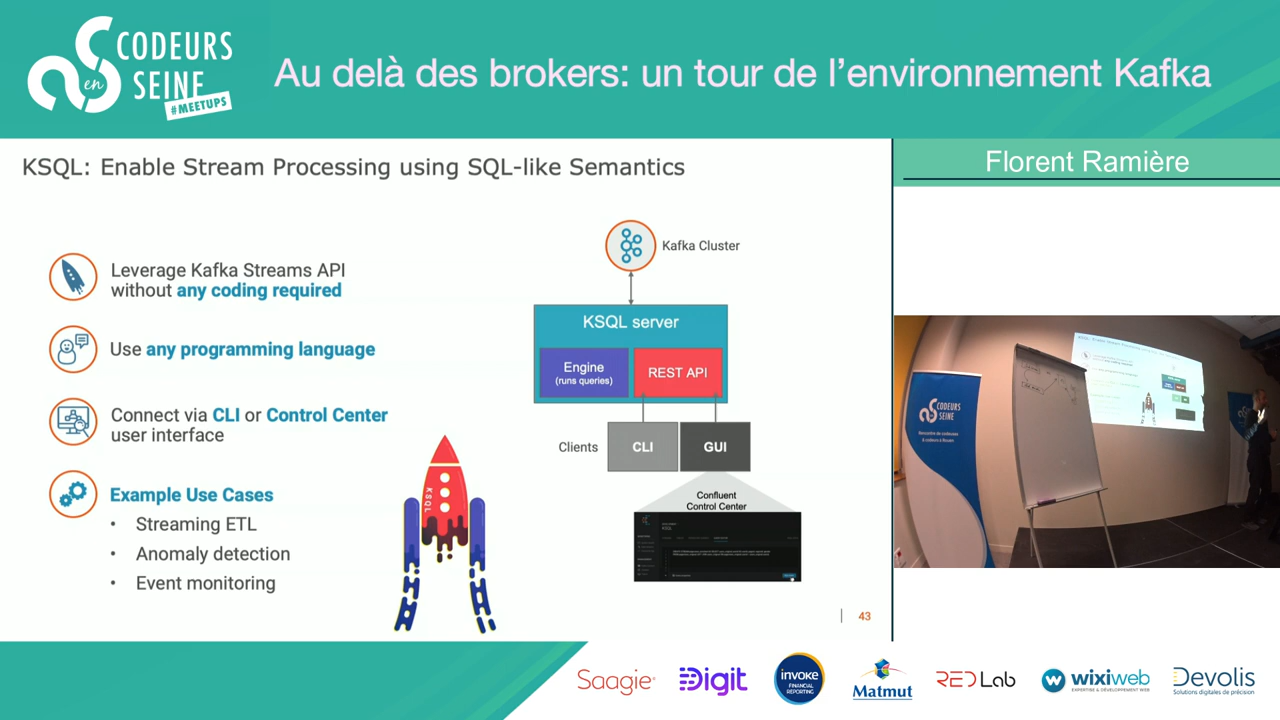 CODEURS
en
SEINE
#MEETUPS
Au delà des brokers: un tour de l'environnement Kafka
KSQL: Enable Stream Processing using SQL-like Semantics
Florent Ramière
Leverage Kafka Streams API
without any coding required
Use any programming language
Connect via CLI or Control Center
user interface
Example Use Cases
• Streaming ETL
• Anomaly detection
• Event monitoring
KSQL
Kafka Cluster
KSQL server
Engine
(runs queries)
REST API
Clients
CLI
GUI
Confluent
Control Center
KSQL
43
CODEURS
SEINE
Saagie
Digit
invoke
FINANCIAL
REPORTING
Matmut
RED Lab
wixiweb
EXPERTISE & DÉVELOPPEMENT WEB
Devolis
Solutions digitales de précision